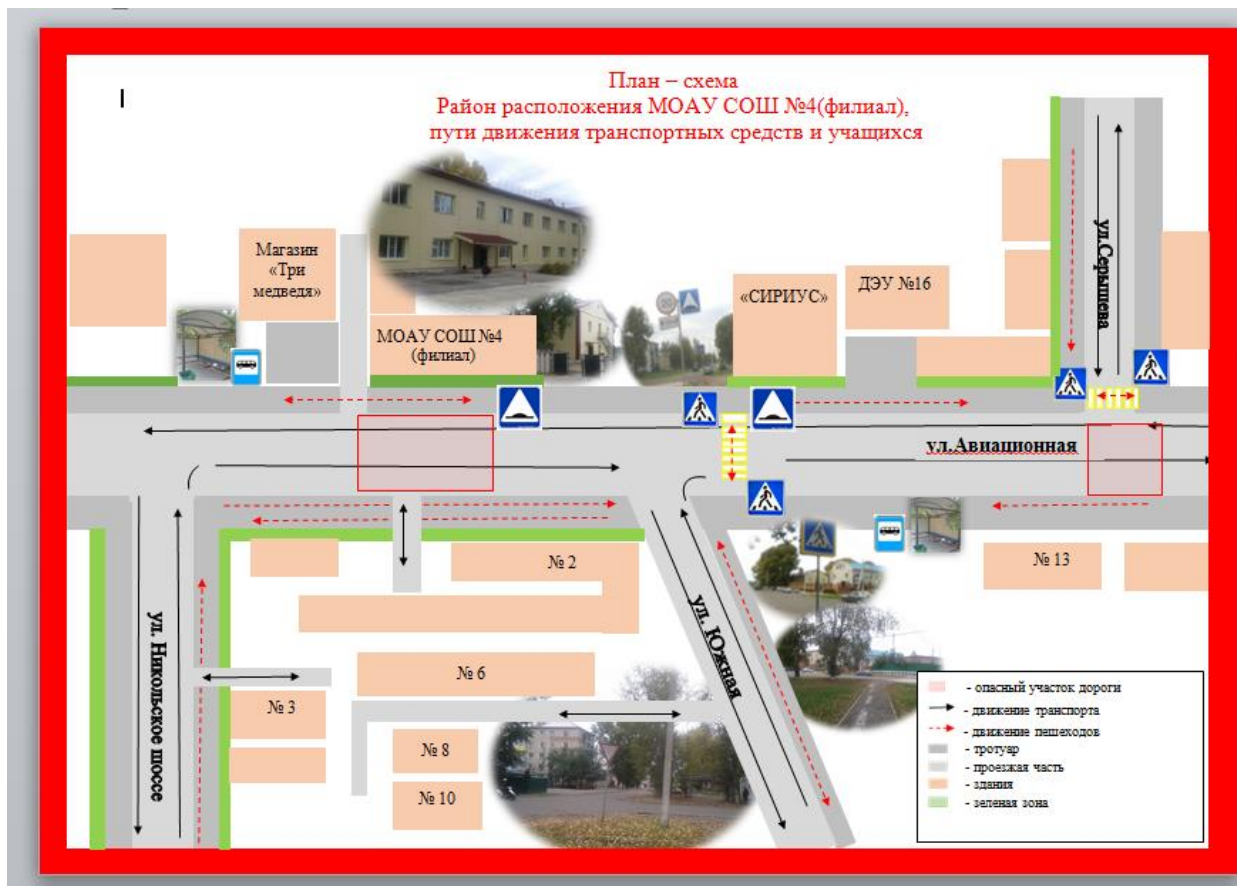 План – схема
Район расположения МОАУ СОШ №4(филиал),
пути движения транспортных средств и учащихся
Магазин
«Три
медведя»
МОАУ СОШ №4
(филиал)
«СИРИУС»
ДЭУ №16
ул.Серышева
ул.Авиационная
№ 2
№ 13
ул. Никольское шоссе
ул. Южная
№ 6
№ 3
№ 8
№ 10
- опасный участок дороги
- движение транспорта
- движение пешеходов
- тротуар
- проезжая часть
- здания
- зеленая зона